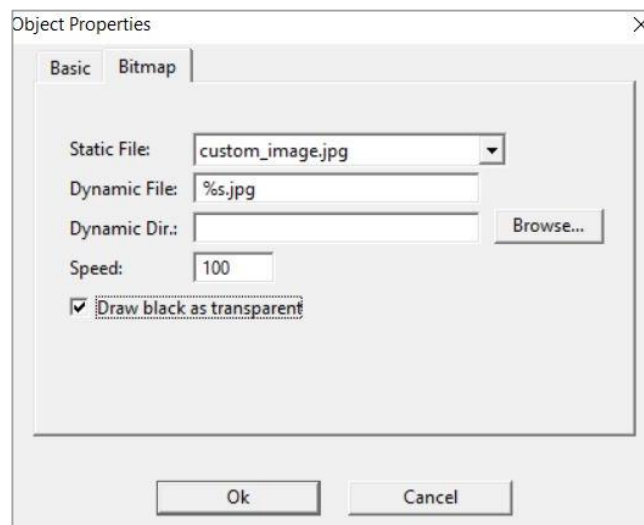 Object Properties
Basic Bitmap
Static File: custom_image.jpg
Dynamic File: %s.jpg
Dynamic Dir.: Browse...
Speed: 100
Draw black as transparent
Ok Cancel